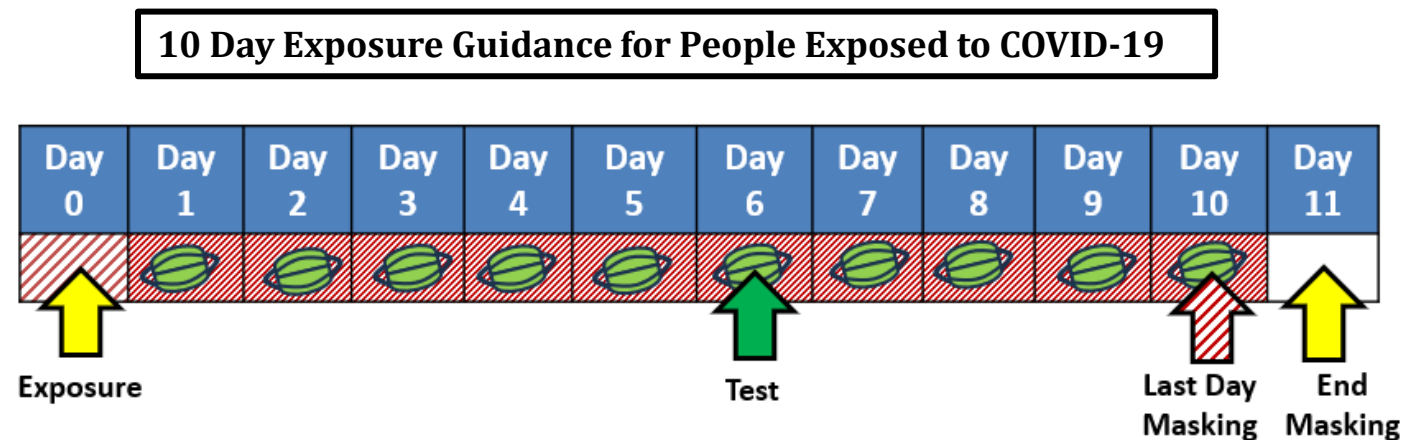 10 Day Exposure Guidance for People Exposed to COVID-19
Day Day Day Day Day Day Day Day Day Day Day Day
0 1 2 3 4 5 6 7 8 9 10 11
Exposure Test Last Day End
Masking Masking